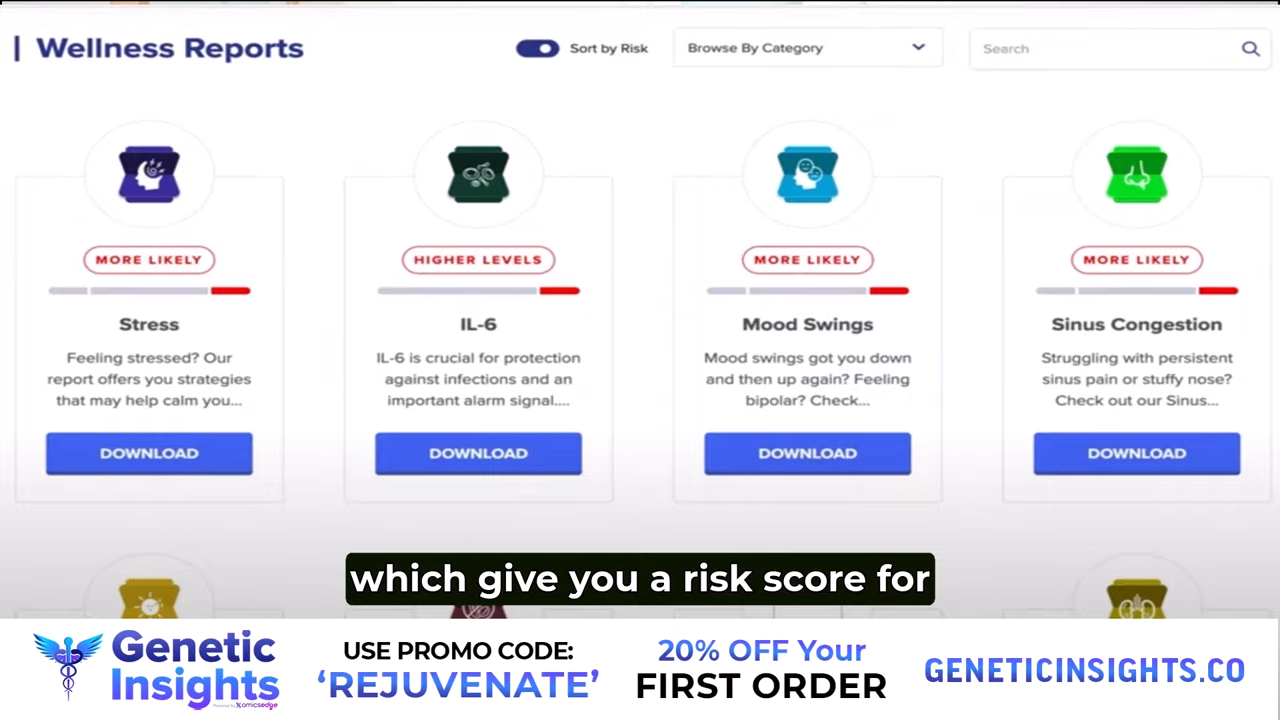 Wellness Reports
Sort by Risk
Browse By Category
Search
MORE LIKELY
Stress
Feeling stressed? Our
report offers you strategies
that may help calm you...
DOWNLOAD
HIGHER LEVELS
IL-6
IL-6 is crucial for protection
against infections and an
important alarm signal....
DOWNLOAD
MORE LIKELY
Mood Swings
Mood swings got you down
and then up again? Feeling
bipolar? Check...
DOWNLOAD
MORE LIKELY
Sinus Congestion
Struggling with persistent
sinus pain or stuffy nose?
Check out our Sinus...
DOWNLOAD
which give you a risk score for
Genetic
Insights
Powered by Xomicsedge
USE PROMO CODE:
‘REJUVENATE’
20% OFF Your
FIRST ORDER
GENETICINSIGHTS.CO